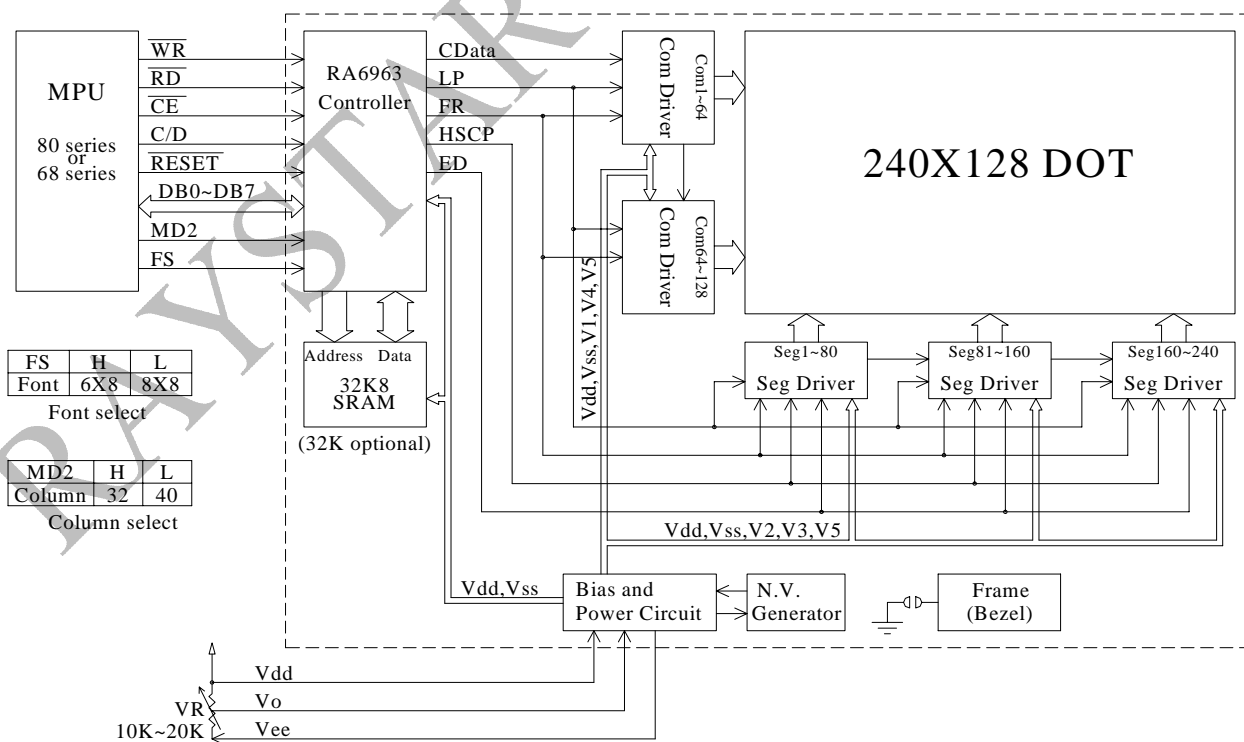 MPU
80 series
or
68 series
WR
RD
CE
C/D
RESET
DB0~DB7
MD2
FS
RA6963
Controller
CData
LP
FR
HSCP
ED
Com Driver
Com1~64
Com Driver
Com64~128
240X128 DOT
Address Data
32K8
SRAM
(32K optional)
Vdd,Vss,V1,V4,V5
Seg1~80
Seg Driver
Seg81~160
Seg Driver
Seg160~240
Seg Driver
FS H L
Font 6X8 8X8
Font select
MD2 H L
Column 32 40
Column select
Vdd,Vss,V2,V3,V5
Vdd,Vss
Bias and
Power Circuit
N.V.
Generator
Frame
(Bezel)
Vdd
Vo
Vee
VR
10K~20K
RAYSTAR